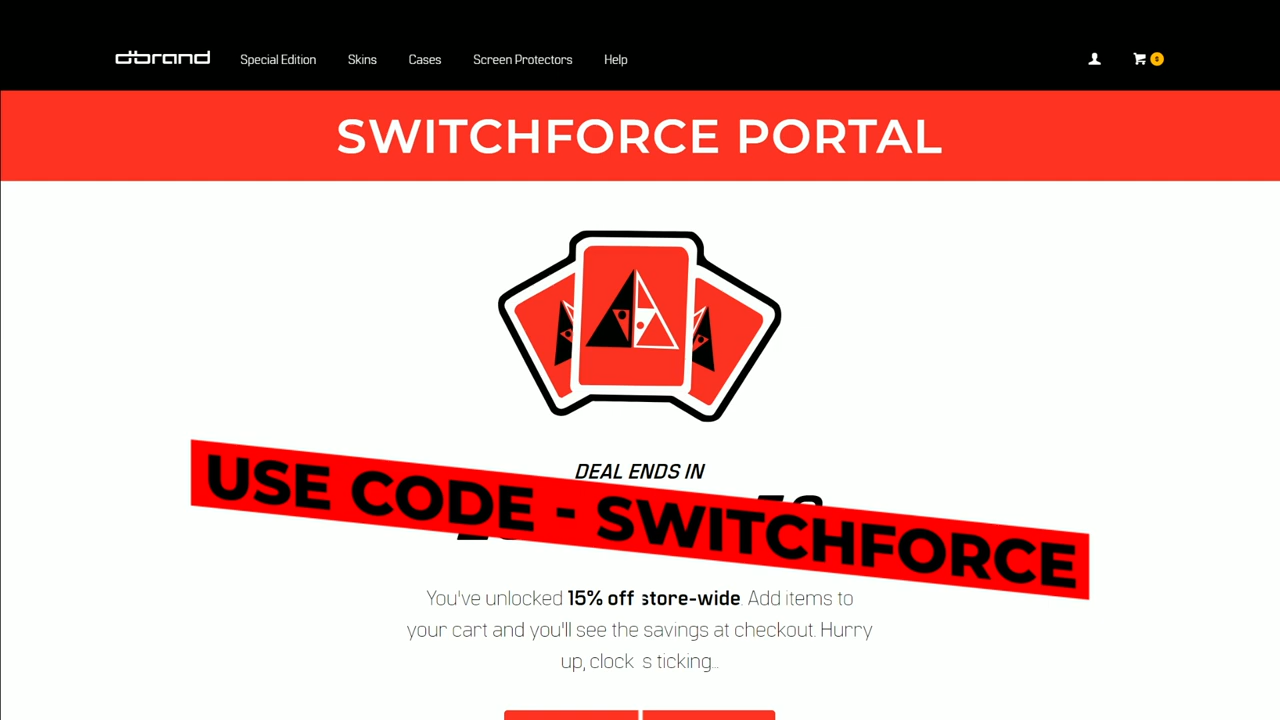 dbrand Special Edition Skins Cases Screen Protectors Help $
SWITCHFORCE PORTAL
DEAL ENDS IN
USE CODE - SWITCHFORCE
You've unlocked 15% off store-wide. Add items to
your cart and you'll see the savings at checkout. Hurry
up, clock s ticking...